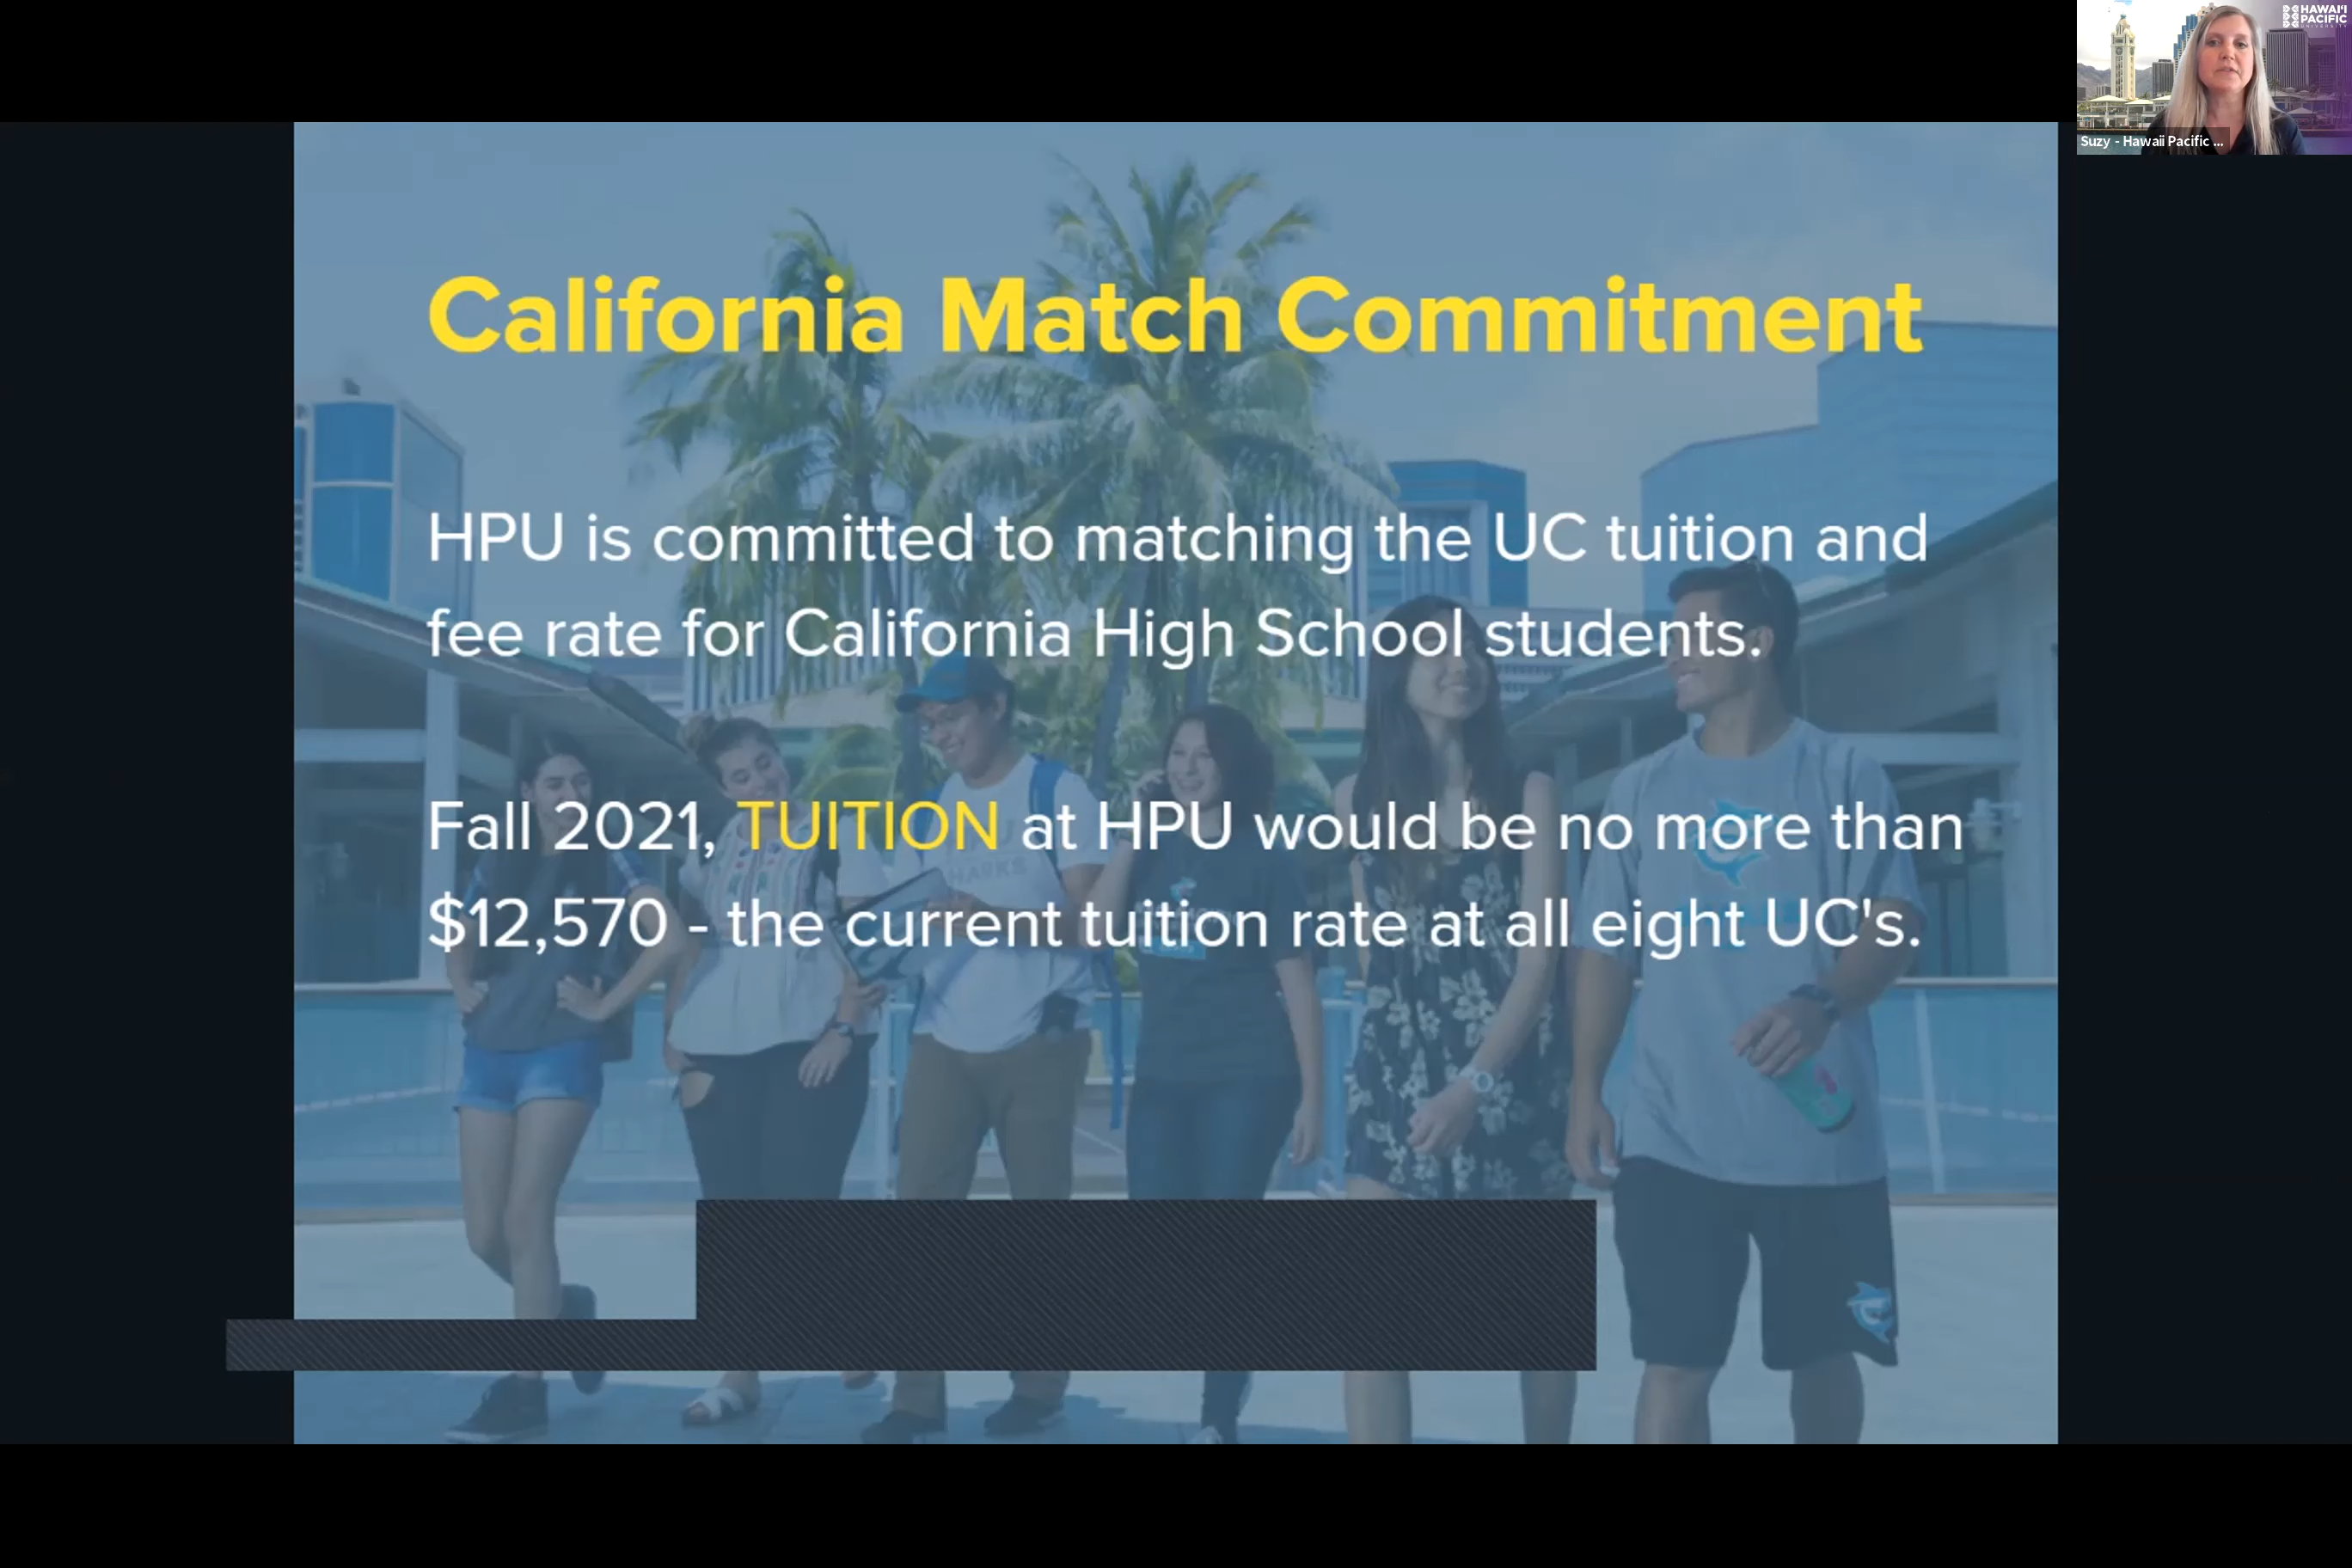 HAWAI'I
PACIFIC
UNIVERSITY
Suzy - Hawaii Pacific ...
California Match Commitment
HPU is committed to matching the UC tuition and
fee rate for California High School students.
Fall 2021, TUITION at HPU would be no more than
$12,570 - the current tuition rate at all eight UC's.